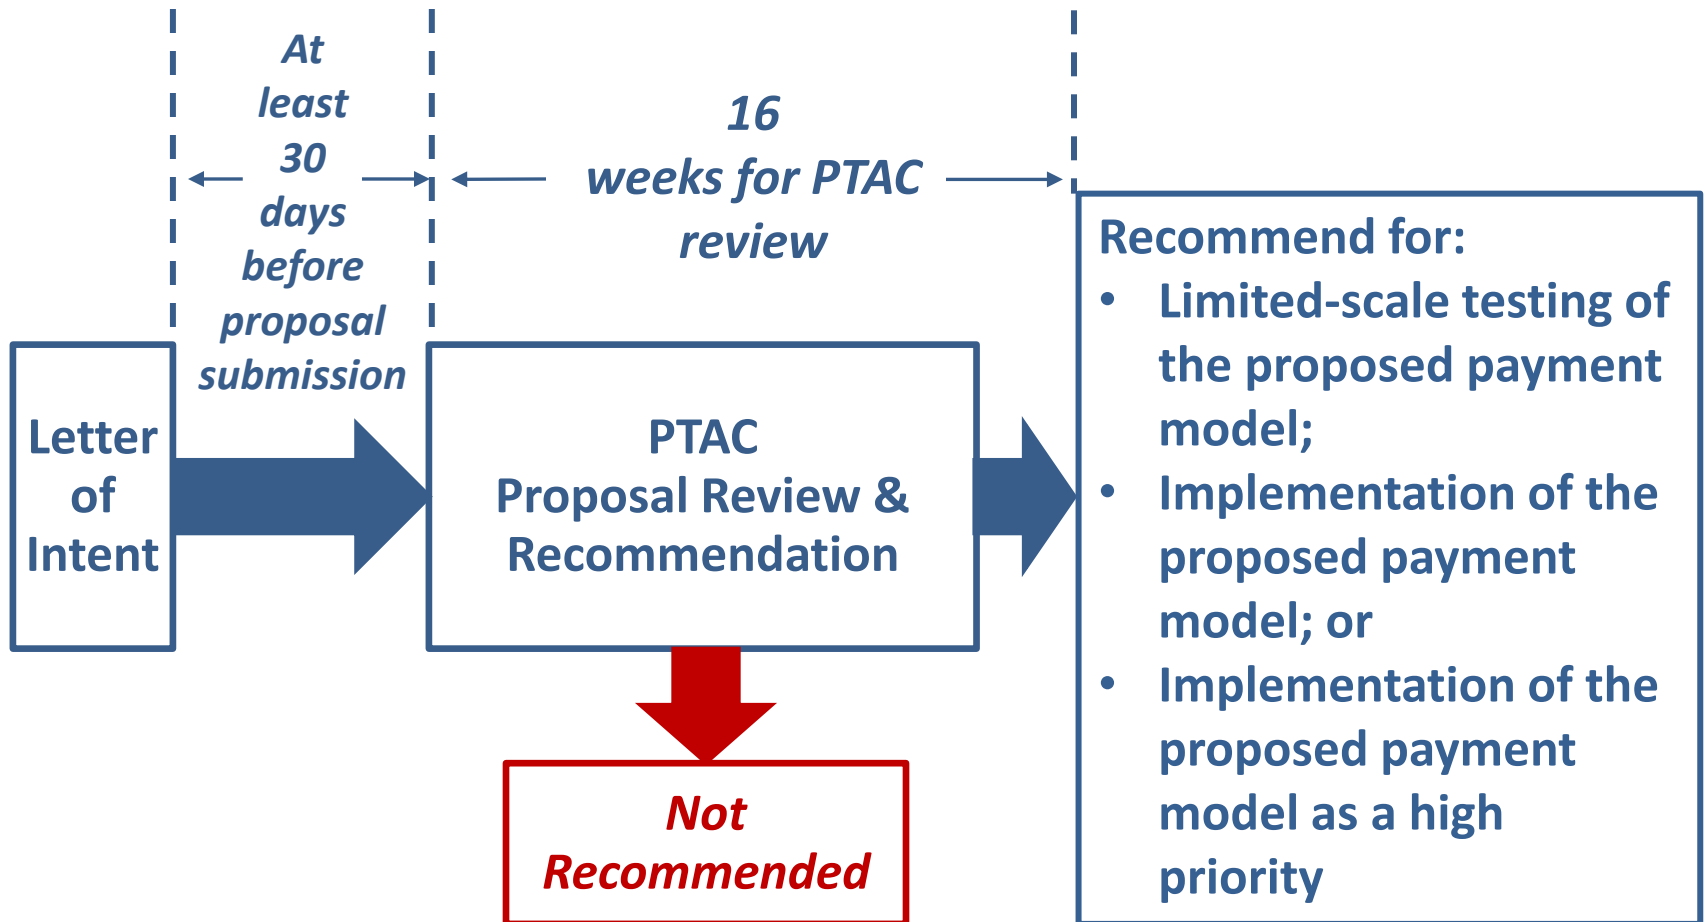 At
least
30
days
before
proposal
submission
16
weeks for PTAC
review
Letter
of
Intent
PTAC
Proposal Review &
Recommendation
Not
Recommended
Recommend for:
• Limited-scale testing of
the proposed payment
model;
• Implementation of the
proposed payment
model; or
• Implementation of the
proposed payment
model as a high
priority